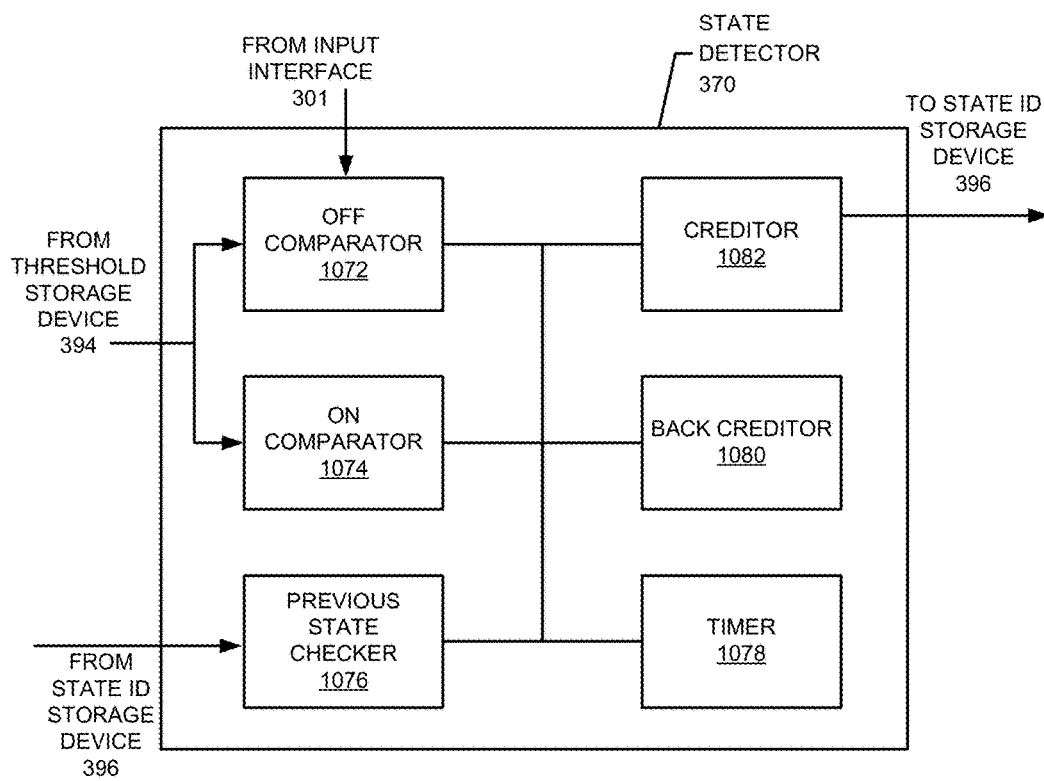 STATE
DETECTOR
370
FROM INPUT
INTERFACE
301
TO STATE ID
STORAGE
DEVICE
396
OFF
COMPARATOR
1072
CREDITOR
1082
FROM
THRESHOLD
STORAGE
DEVICE
394
ON
COMPARATOR
1074
BACK CREDITOR
1080
PREVIOUS
STATE
CHECKER
1076
TIMER
1078
FROM
STATE ID
STORAGE
DEVICE
396